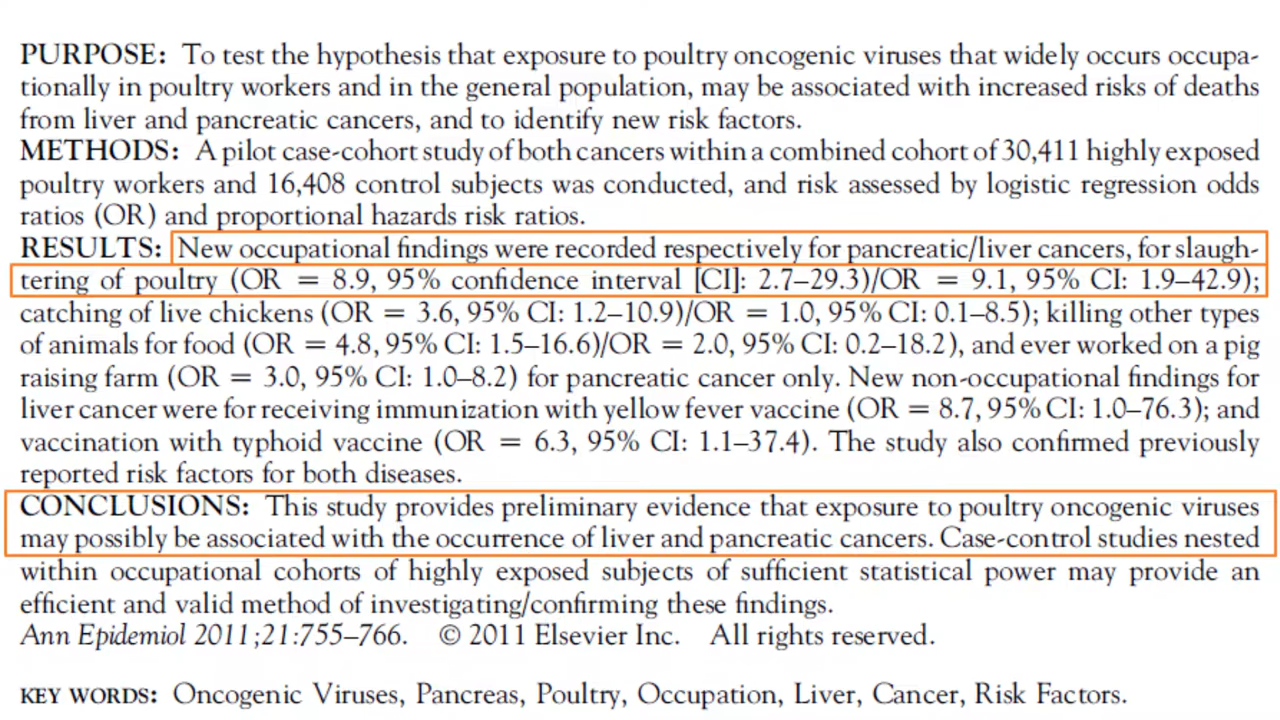 PURPOSE: To test the hypothesis that exposure to poultry oncogenic viruses that widely occurs occupa-
tionally in poultry workers and in the general population, may be associated with increased risks of deaths
from liver and pancreatic cancers, and to identify new risk factors.
METHODS: A pilot case-cohort study of both cancers within a combined cohort of 30,411 highly exposed
poultry workers and 16,408 control subjects was conducted, and risk assessed by logistic regression odds
ratios (OR) and proportional hazards risk ratios.
RESULTS: New occupational findings were recorded respectively for pancreatic/liver cancers, for slaugh-
tering of poultry (OR = 8.9, 95% confidence interval [CI]: 2.7–29.3)/OR = 9.1, 95% CI: 1.9–42.9);
catching of live chickens (OR = 3.6, 95% CI: 1.2–10.9)/OR = 1.0, 95% CI: 0.1–8.5); killing other types
of animals for food (OR = 4.8, 95% CI: 1.5–16.6)/OR = 2.0, 95% CI: 0.2–18.2), and ever worked on a pig
raising farm (OR = 3.0, 95% CI: 1.0–8.2) for pancreatic cancer only. New non-occupational findings for
liver cancer were for receiving immunization with yellow fever vaccine (OR = 8.7, 95% CI: 1.0–76.3); and
vaccination with typhoid vaccine (OR = 6.3, 95% CI: 1.1–37.4). The study also confirmed previously
reported risk factors for both diseases.
CONCLUSIONS: This study provides preliminary evidence that exposure to poultry oncogenic viruses
may possibly be associated with the occurrence of liver and pancreatic cancers. Case-control studies nested
within occupational cohorts of highly exposed subjects of sufficient statistical power may provide an
efficient and valid method of investigating/confirming these findings.
Ann Epidemiol 2011;21:755–766. © 2011 Elsevier Inc. All rights reserved.
KEY WORDS: Oncogenic Viruses, Pancreas, Poultry, Occupation, Liver, Cancer, Risk Factors.